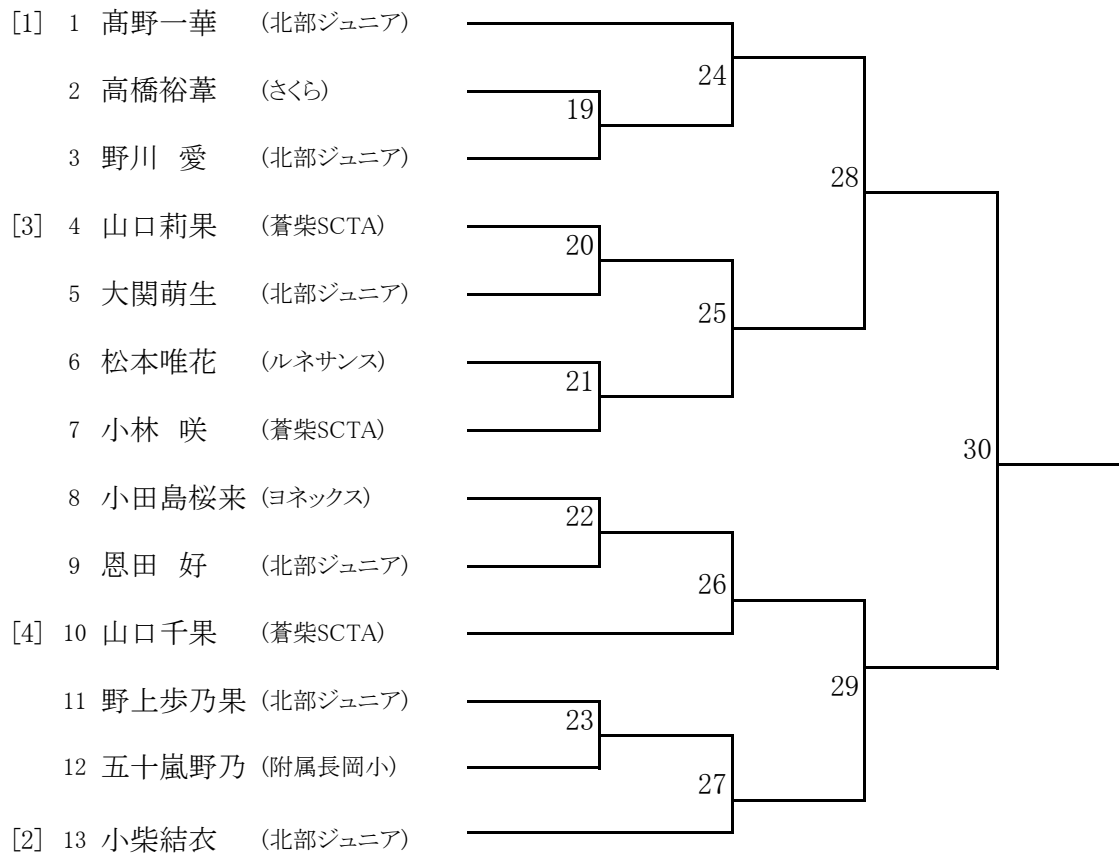 [1] 1 髙野一華 (北部ジュニア)
24
2 高橋裕葦 (さくら)
19
3 野川 愛 (北部ジュニア)
28
[3] 4 山口莉果 (蒼柴SCTA)
20
5 大関萌生 (北部ジュニア)
25
6 松本唯花 (ルネサンス)
21
7 小林 咲 (蒼柴SCTA)
30
8 小田島桜来 (ヨネックス)
22
9 恩田 好 (北部ジュニア)
26
[4] 10 山口千果 (蒼柴SCTA)
29
11 野上歩乃果 (北部ジュニア)
23
12 五十嵐野乃 (附属長岡小)
27
[2] 13 小柴結衣 (北部ジュニア)